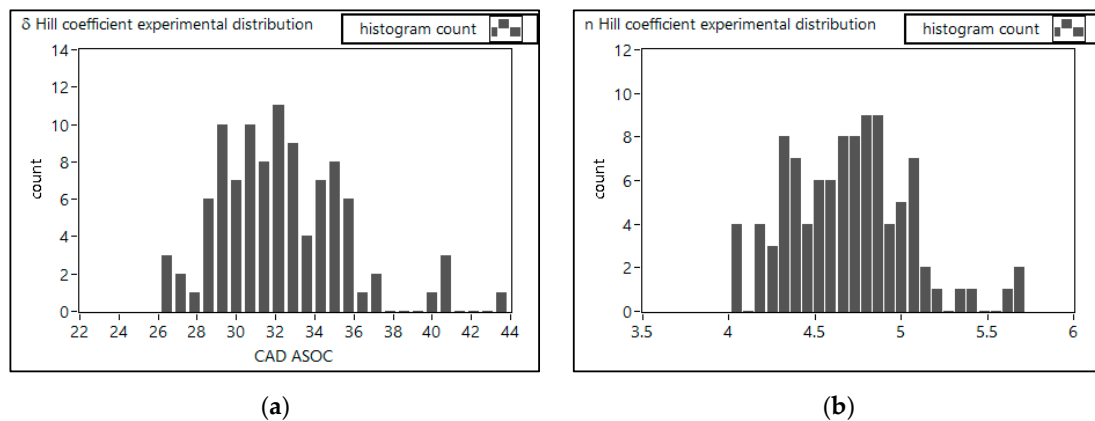 δ Hill coefficient experimental distribution
histogram count
14
12
10
8
6
4
2
0
count
22 24 26 28 30 32 34 36 38 40 42 44
CAD ASOC
(a)
n Hill coefficient experimental distribution
histogram count
12
10
8
6
4
2
0
count
3.5 4 4.5 5 5.5 6
(b)